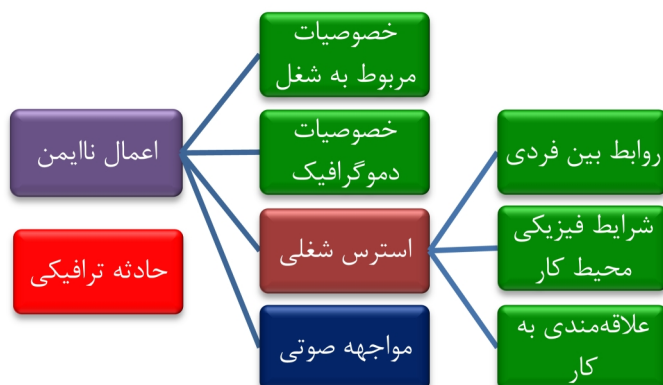 خصوصیات
مربوط به شغل
خصوصیات
دموگرافیک
روابط بین فردی
اعمال ناایمن
استرس شغلی
شرایط فیزیکی
محیط کار
حادثه ترافیکی
مواجهه صوتی
علاقه‌مندی به
کار